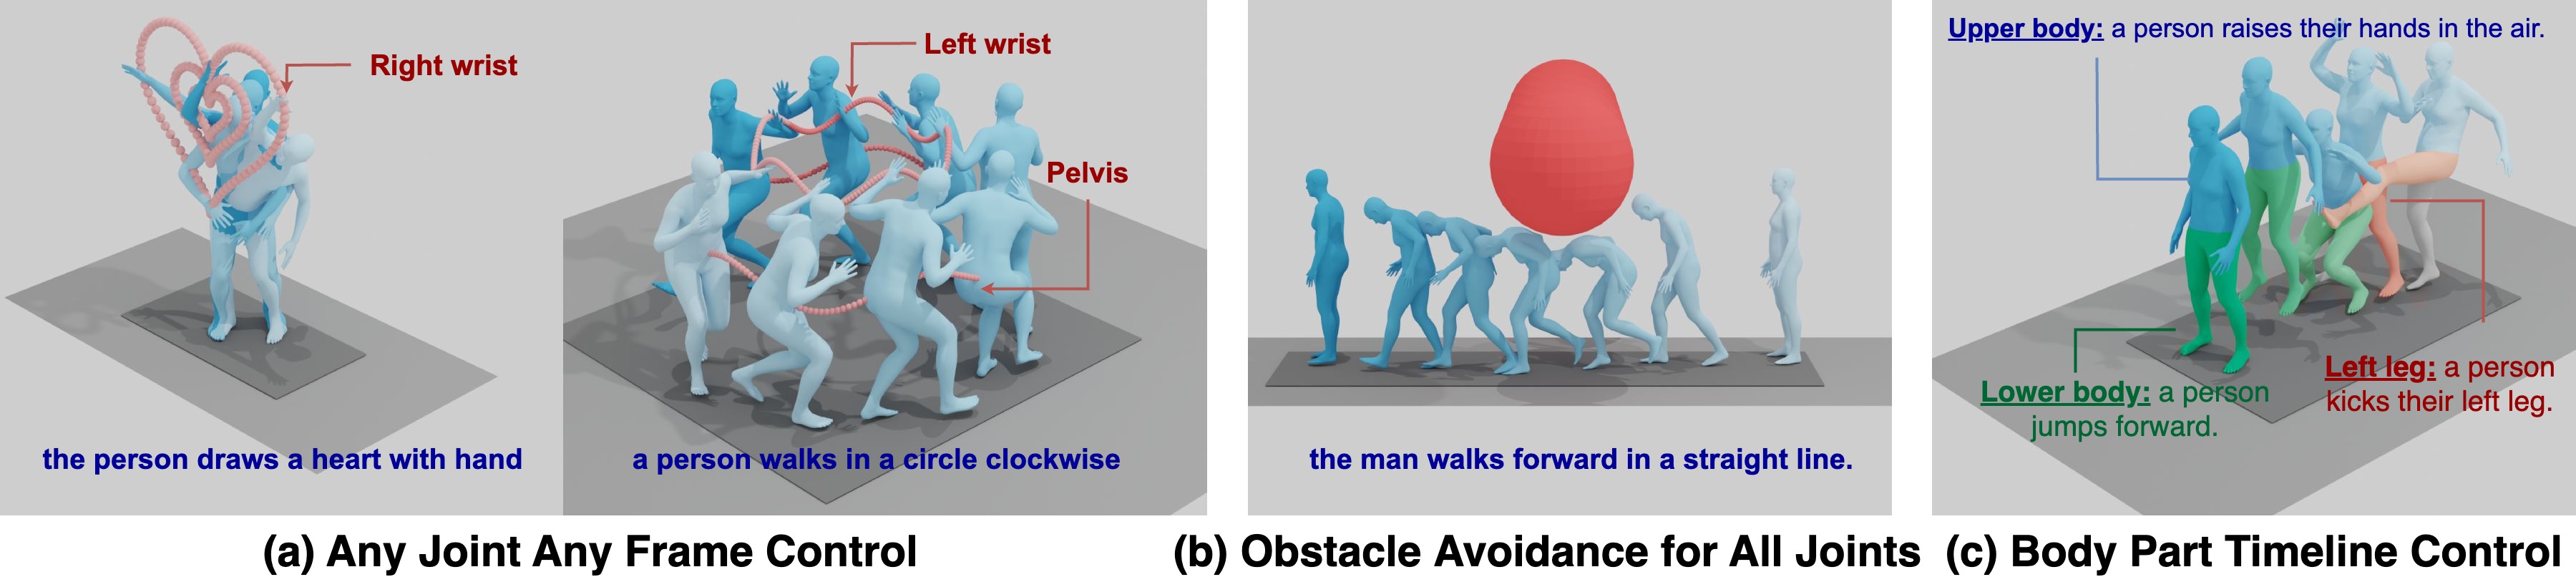 Right wrist
the person draws a heart with hand
Left wrist
Pelvis
a person walks in a circle clockwise
(a) Any Joint Any Frame Control
the man walks forward in a straight line.
(b) Obstacle Avoidance for All Joints
Upper body: a person raises their hands in the air.
Lower body: a person
jumps forward.
Left leg: a person
kicks their left leg.
(c) Body Part Timeline Control